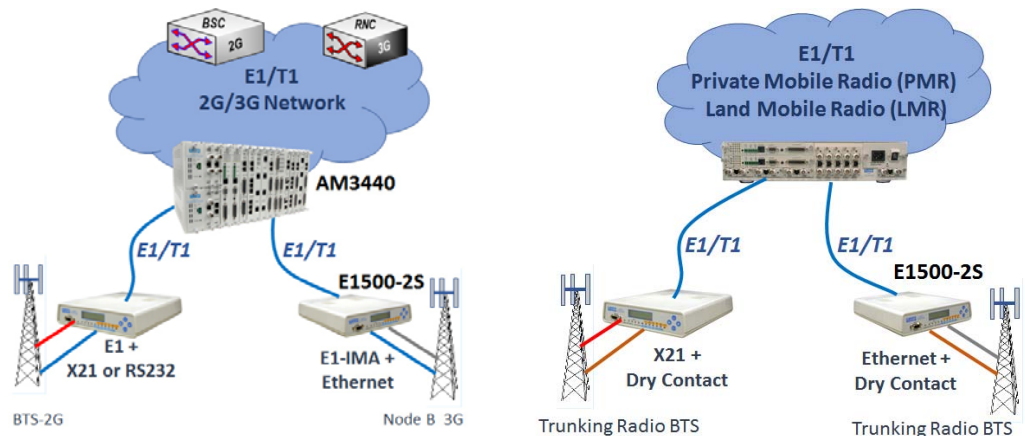 BSC
2G
RNC
3G
E1/T1
2G/3G Network
AM3440
E1/T1
E1/T1
E1500-2S
E1 +
X21 or RS232
E1-IMA +
Ethernet
BTS-2G
Node B 3G
E1/T1
Private Mobile Radio (PMR)
Land Mobile Radio (LMR)
E1/T1
E1/T1
E1500-2S
X21 +
Dry Contact
Ethernet +
Dry Contact
Trunking Radio BTS
Trunking Radio BTS